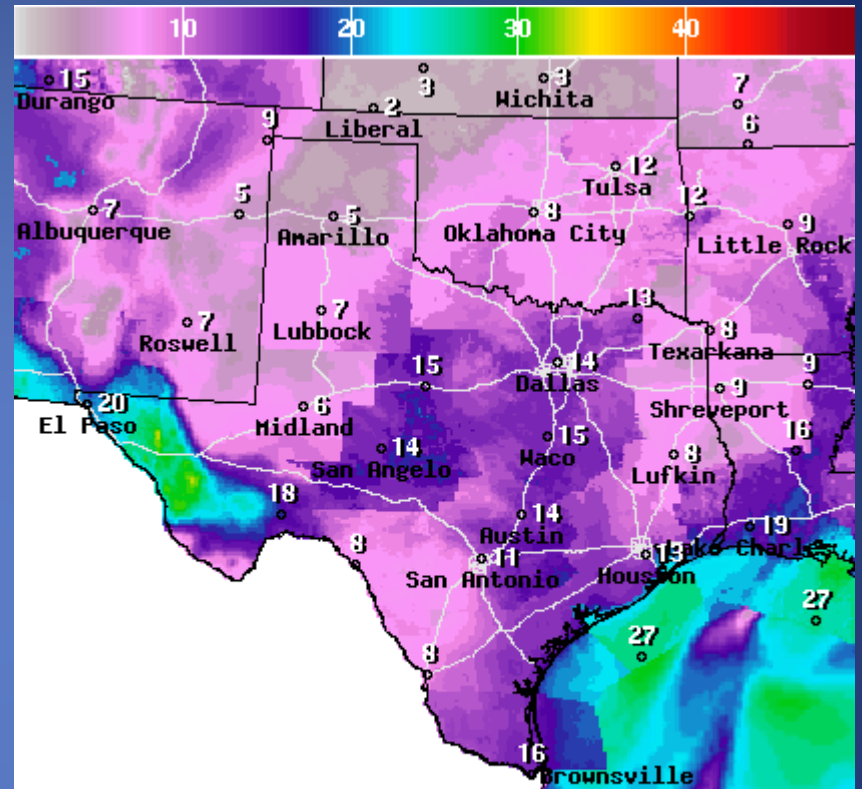 10 20 30 40
15
Durango
3
3
Wichita
2
Liberal
7
6
9
12
Tulsa
7
Albuquerque
5
5
Amarillo
8
Oklahoma City
12
9
Little Rock
7
Roswell
7
Lubbock
13
8
Texarkana
15
14
Dallas
9
Shreveport
9
20
El Paso
6
Midland
14
San Angelo
15
Waco
8
Lufkin
16
18
14
Austin
19
Lake Charl
8
11
San Antonio
13
Houston
27
27
8
16
Brownsville